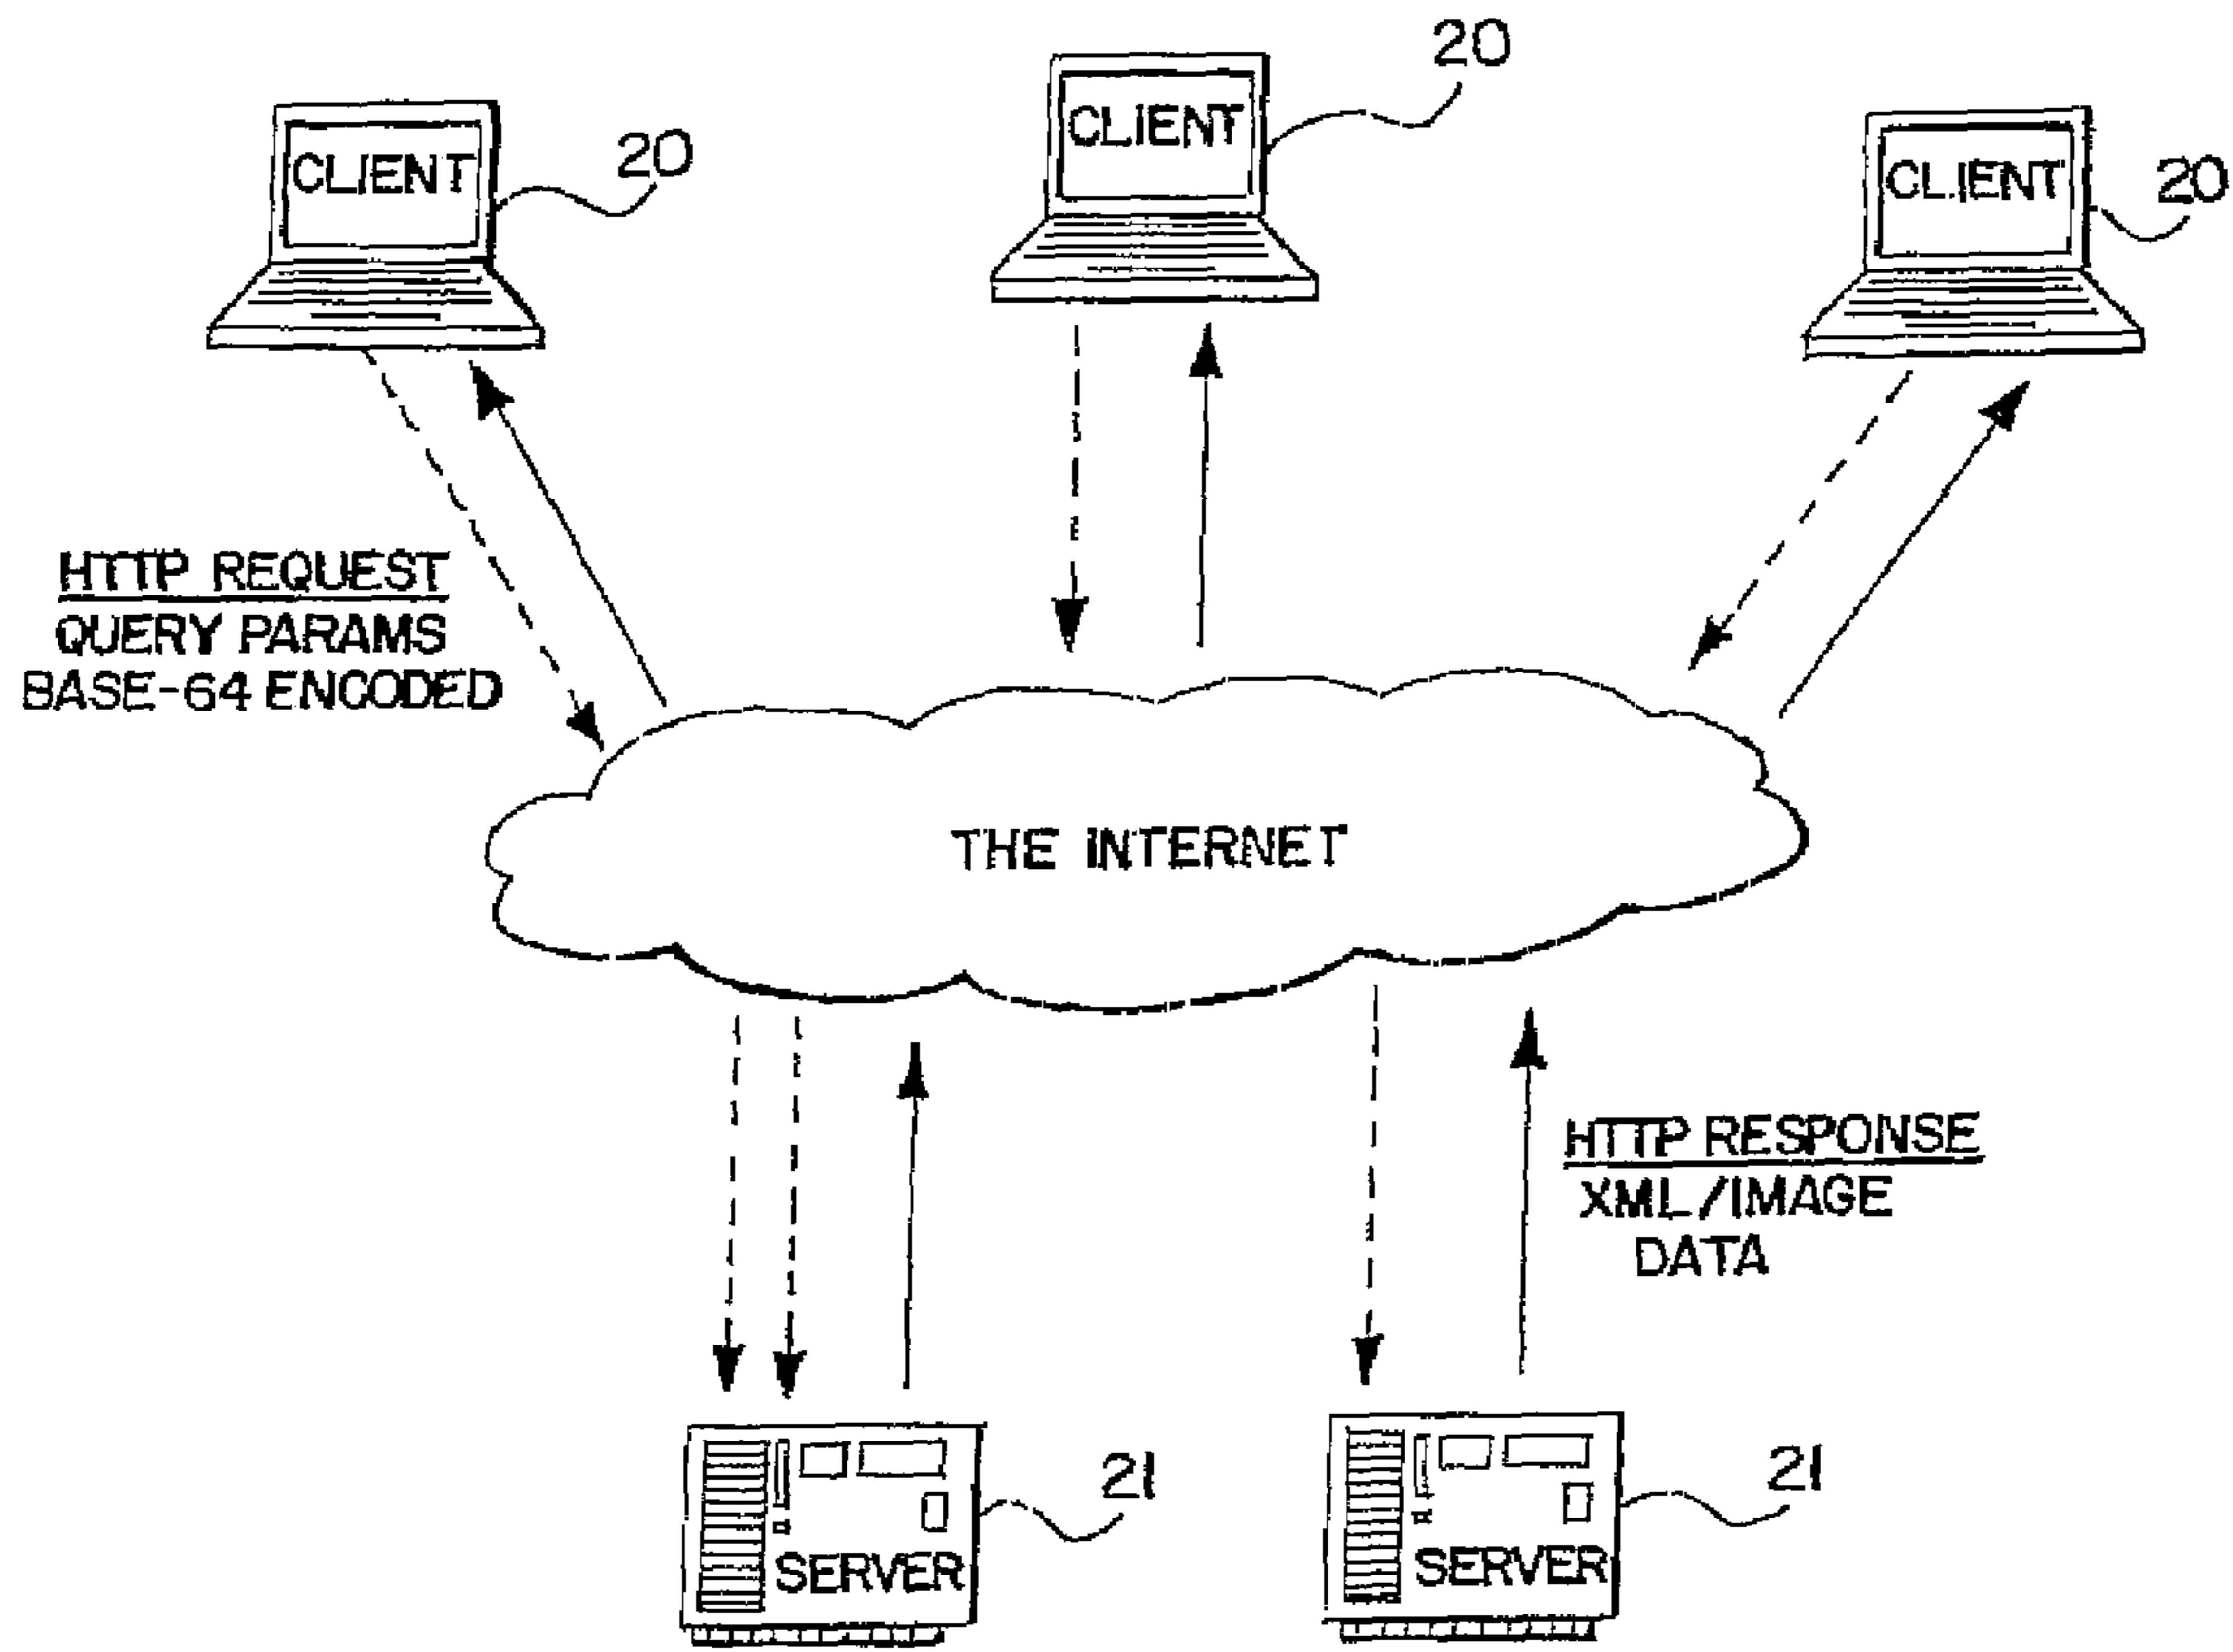 20
CLIENT
20
CLIENT
CLIENT
20
HTTP REQUEST
QUERY PARAMS
BASE-64 ENCODED
THE INTERNET
HTTP RESPONSE
XML/IMAGE
DATA
21
21
SERVER
SERVER